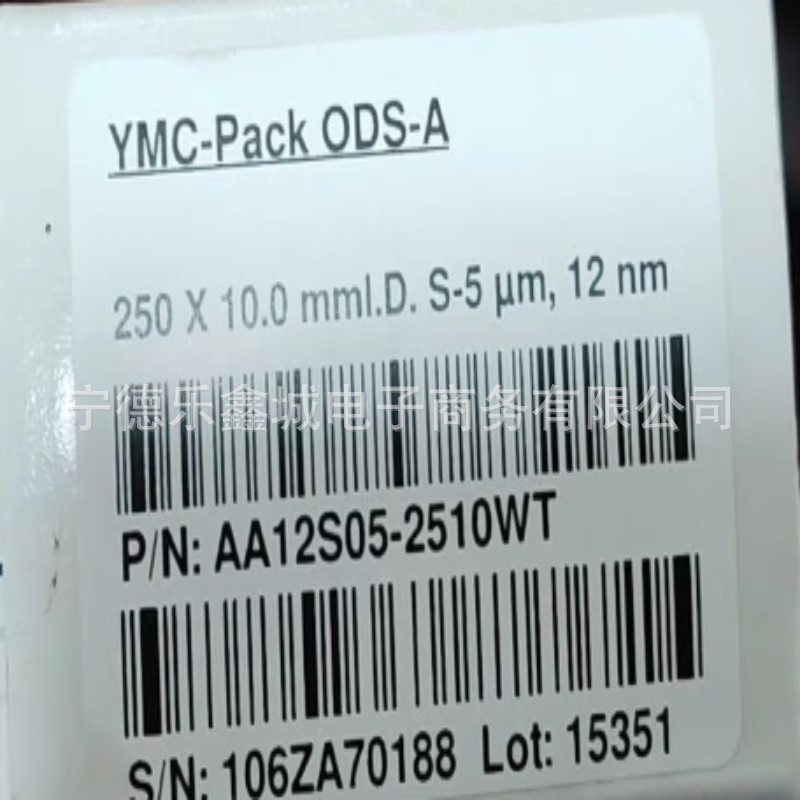 YMC-Pack ODS-A
250 X 10.0 mmI.D. S-5 µm, 12 nm
宁德乐鑫诚电子商务有限公司
P/N: AA12S05-2510WT
S/N: 106ZA70188 Lot: 15351